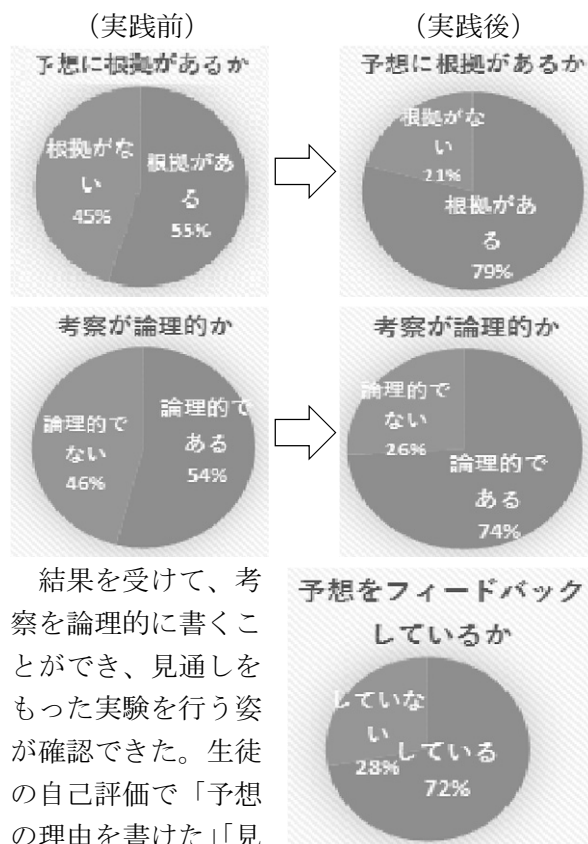 （実践前）
（実践後）
予想に根拠があるか
根拠がな
い
45%
根拠があ
る
55%
予想に根拠があるか
根拠がな
い
21%
根拠があ
る
79%
考察が論理的か
論理的で
ない
46%
論理的で
ある
54%
考察が論理的か
論理的で
ない
26%
論理的で
ある
74%
結果を受けて、考
察を論理的に書くこ
とができ、見通しを
もった実験を行う姿
が確認できた。生徒
の自己評価で「予想
の理由を書けた」「見
予想をフィードバック
しているか
していな
い
28%
している
72%